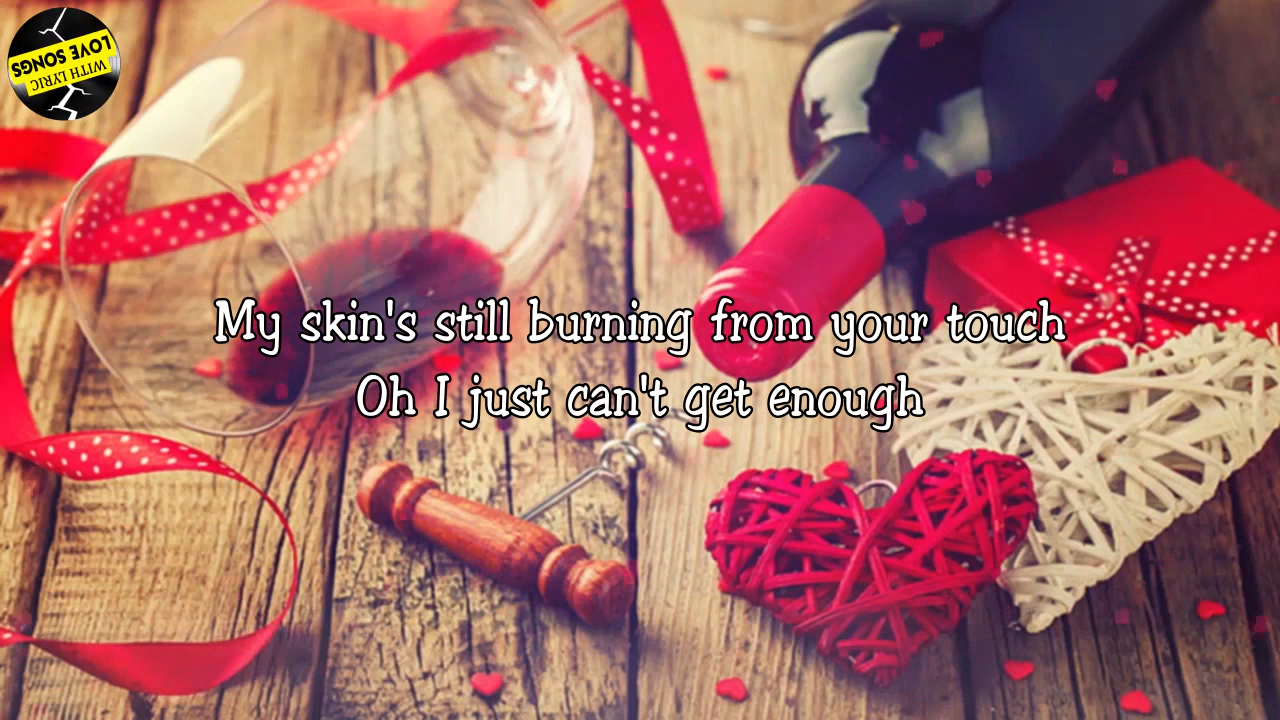 LOVE SONGS
WITH LYRIC
My skin's still burning from your touch
Oh I just can't get enough